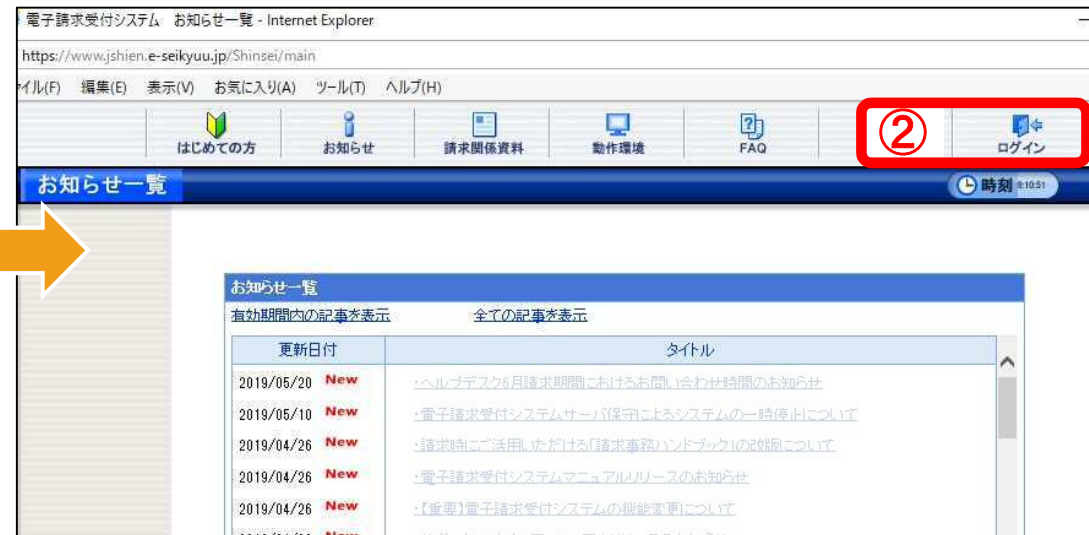 電子請求受付システム　お知らせ一覧 - Internet Explorer
https://www.jshien.e-seikyuu.jp/Shinsei/main
イル(F) 編集(E) 表示(V) お気に入り(A) ツール(T) ヘルプ(H)
はじめての方 お知らせ 請求関係資料 動作環境 FAQ ② ログイン
お知らせ一覧 時刻
お知らせ一覧
有効期間内の記事を表示 全ての記事を表示
更新日付 タイトル
2019/05/20 New ・ヘルプデスク6月請求期間におけるお問い合わせ時間のお知らせ
2019/05/10 New ・電子請求受付システムサーバ保守によるシステムの一時停止について
2019/04/26 New ・請求時にご活用いただける「請求事務ハンドブック」の改版について
2019/04/26 New ・電子請求受付システムマニュアルリリースのお知らせ
2019/04/26 New ・【重要】電子請求受付システムの機能変更について